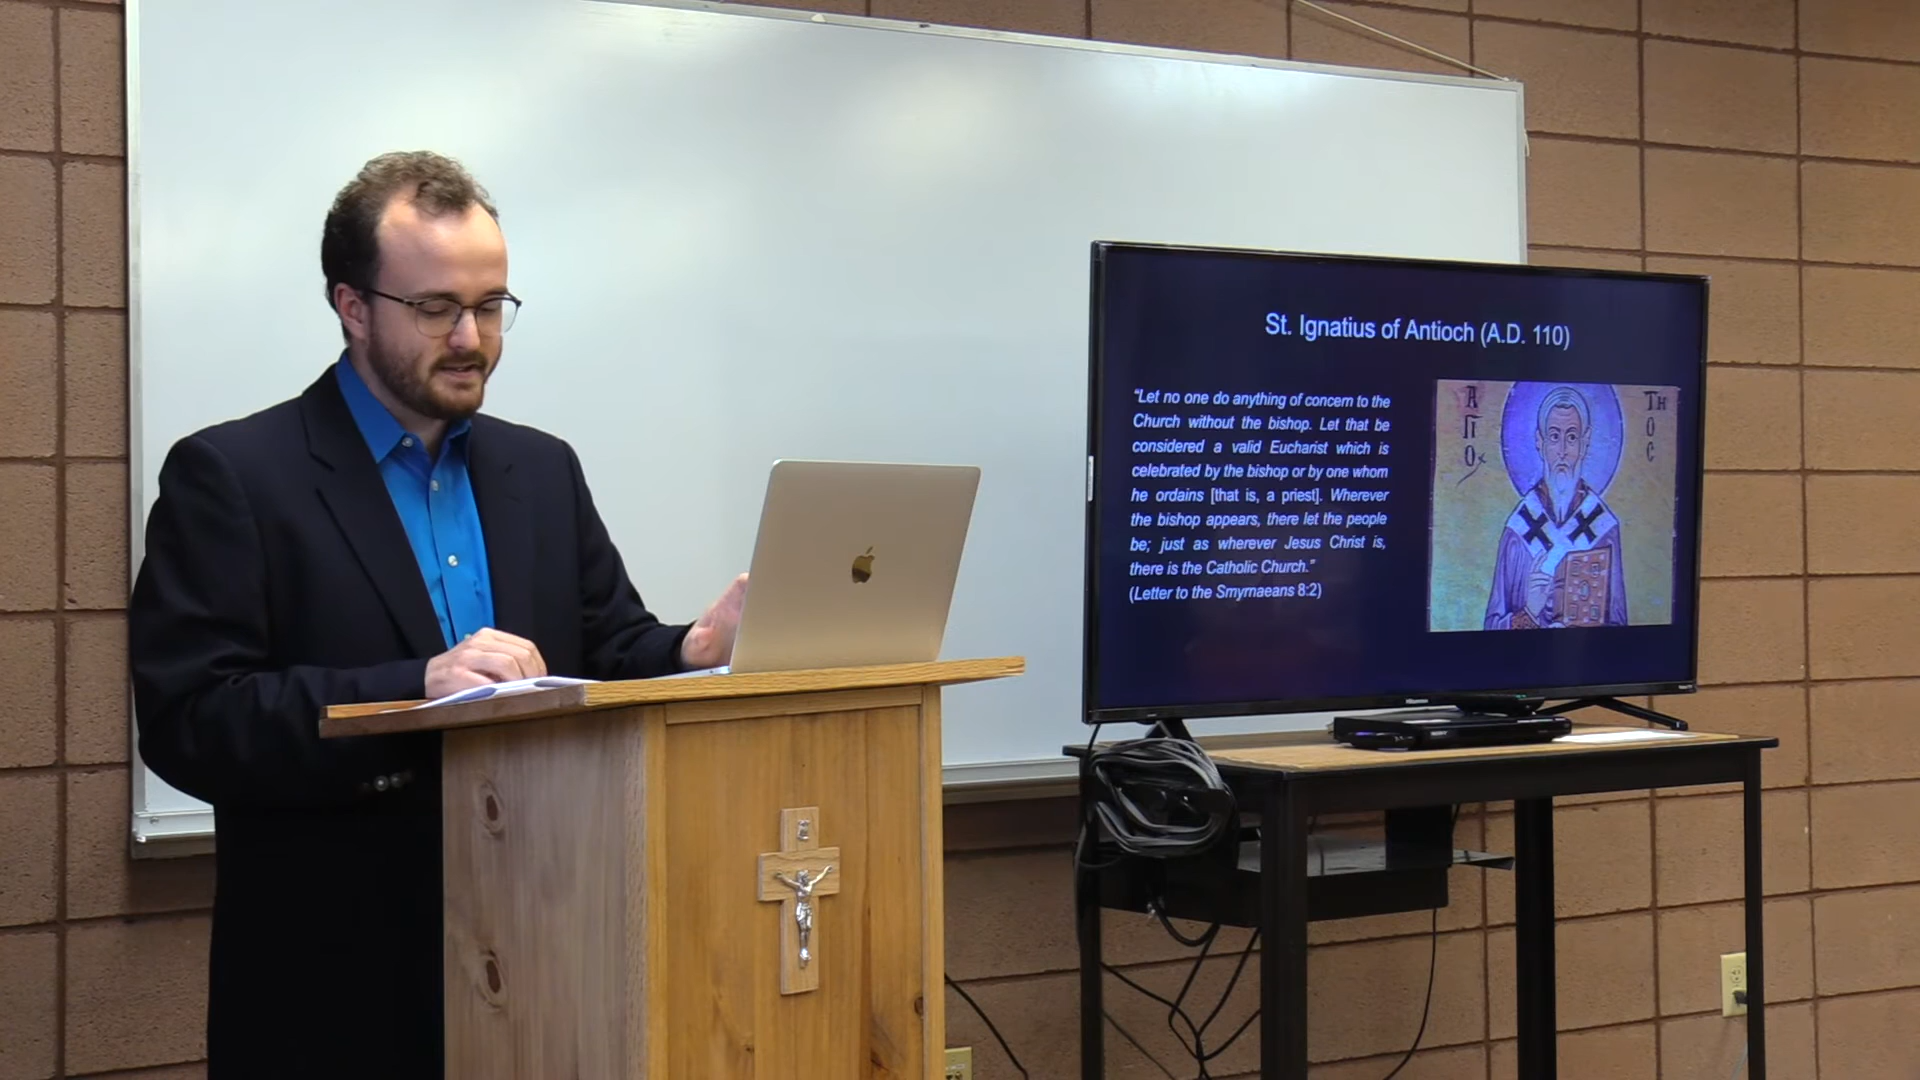 St. Ignatius of Antioch (A.D. 110)
“Let no one do anything of concern to the
Church without the bishop. Let that be
considered a valid Eucharist which is
celebrated by the bishop or by one whom
he ordains [that is, a priest]. Wherever
the bishop appears, there let the people
be; just as wherever Jesus Christ is,
there is the Catholic Church.”
(Letter to the Smyrnaeans 8:2)
Hisense